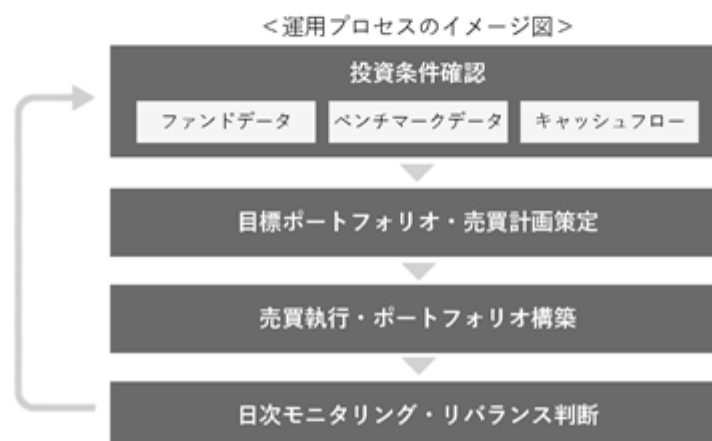 ＜運用プロセスのイメージ図＞
投資条件確認
ファンドデータ
ベンチマークデータ
キャッシュフロー
目標ポートフォリオ・売買計画策定
売買執行・ポートフォリオ構築
日次モニタリング・リバランス判断